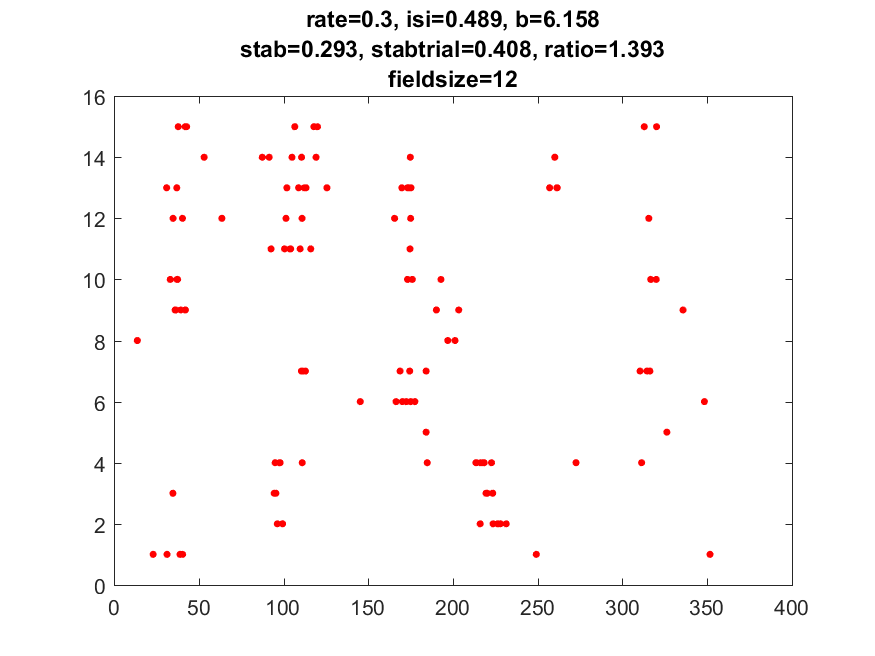 rate=0.3, isi=0.489, b=6.158
stab=0.293, stabtrial=0.408, ratio=1.393
fieldsize=12
16
14
12
10
8
6
4
2
0
0 50 100 150 200 250 300 350 400